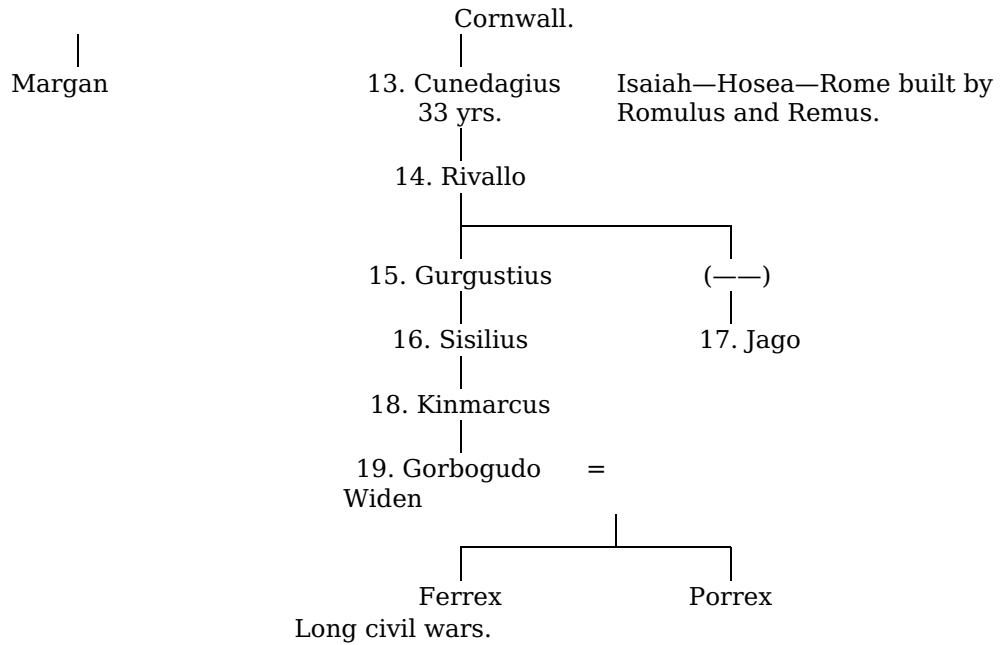 Cornwall.
Margan
13. Cunedagius
33 yrs.
Isaiah—Hosea—Rome built by
Romulus and Remus.
14. Rivallo
15. Gurgustius
(——)
16. Sisilius
17. Jago
18. Kinmarcus
19. Gorbogudo =
Widen
Ferrex
Porrex
Long civil wars.